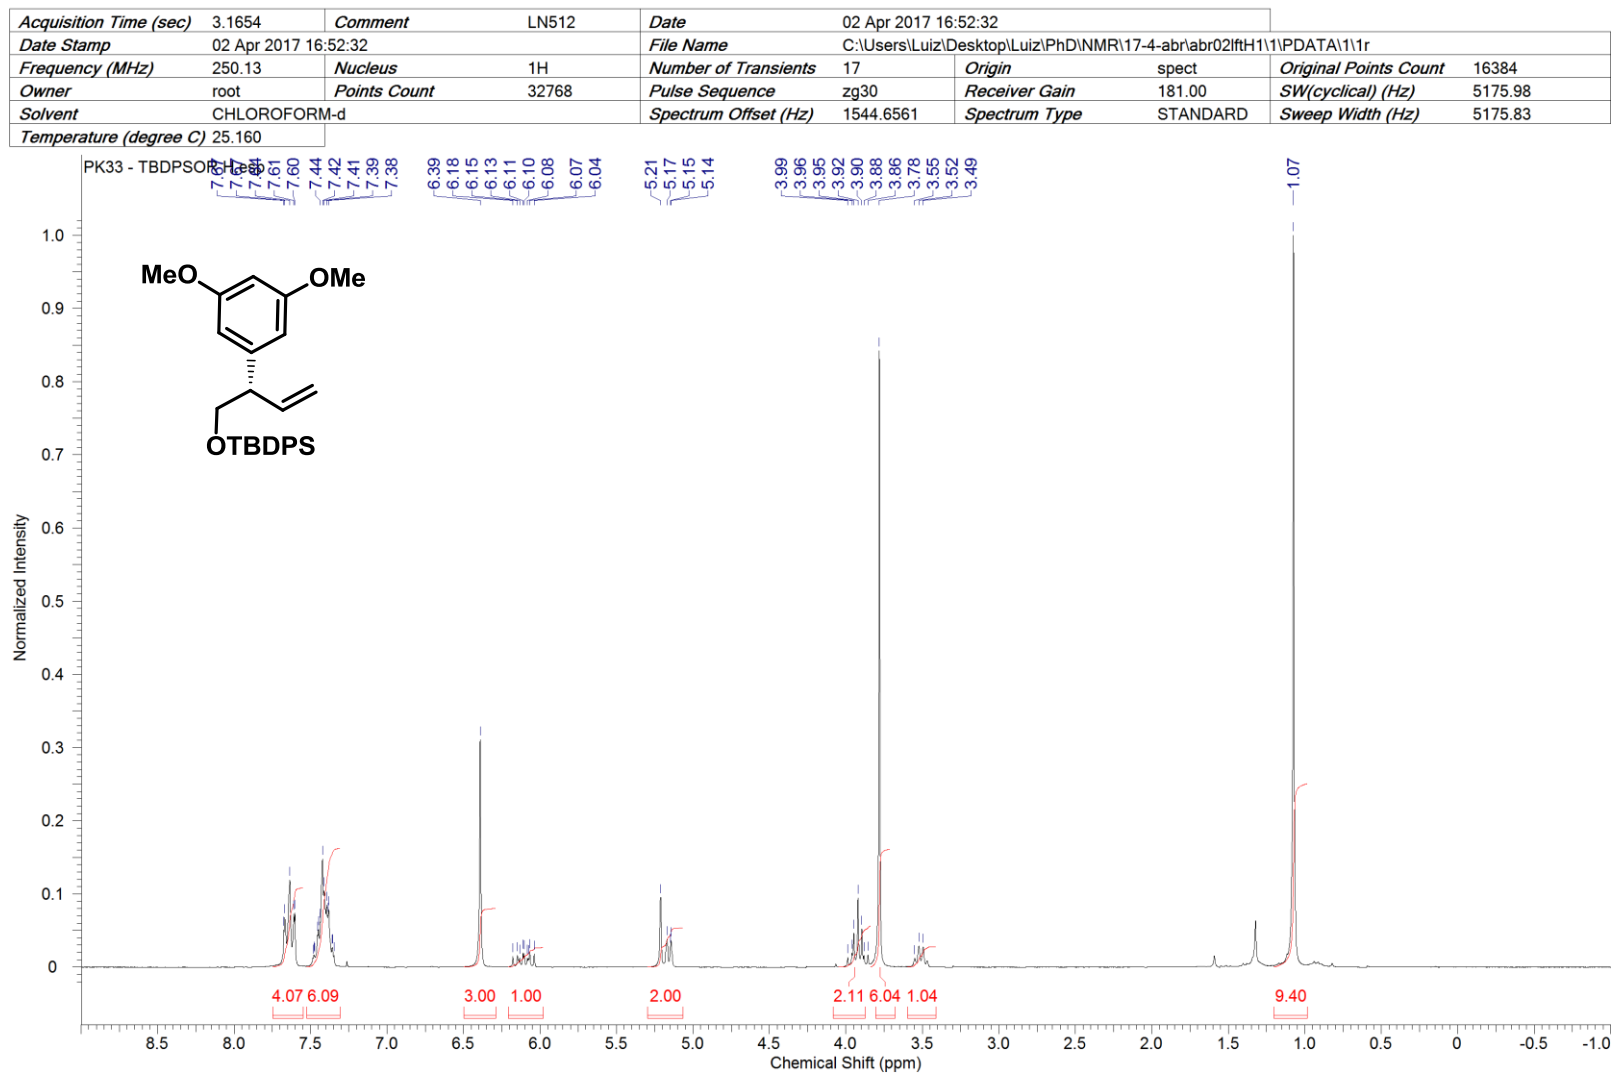 Acquisition Time (sec) 3.1654 Comment LN512 Date 02 Apr 2017 16:52:32
Date Stamp 02 Apr 2017 16:52:32 File Name C:\Users\Luiz\Desktop\Luiz\PhD\NMR\17-4-abr\abr02lftH1\1\PDATA\1\1r
Frequency (MHz) 250.13 Nucleus 1H Number of Transients 17 Origin spect Original Points Count 16384
Owner root Points Count 32768 Pulse Sequence zg30 Receiver Gain 181.00 SW(cyclical) (Hz) 5175.98
Solvent CHLOROFORM-d Spectrum Offset (Hz) 1544.6561 Spectrum Type STANDARD Sweep Width (Hz) 5175.83
Temperature (degree C) 25.160
PK33 - TBDPSOR H.esp
7.67 7.67 7.64 7.61 7.60 7.44 7.42 7.41 7.39 7.38 6.39 6.18 6.15 6.13 6.11 6.10 6.08 6.07 6.04 5.21 5.17 5.15 5.14 3.99 3.96 3.95 3.92 3.90 3.88 3.86 3.78 3.55 3.52 3.49 1.07
MeO OMe
OTBDPS
Normalized Intensity
1.0
0.9
0.8
0.7
0.6
0.5
0.4
0.3
0.2
0.1
0
4.07 6.09 3.00 1.00 2.00 2.11 6.04 1.04 9.40
8.5 8.0 7.5 7.0 6.5 6.0 5.5 5.0 4.5 4.0 3.5 3.0 2.5 2.0 1.5 1.0 0.5 0 -0.5 -1.0
Chemical Shift (ppm)